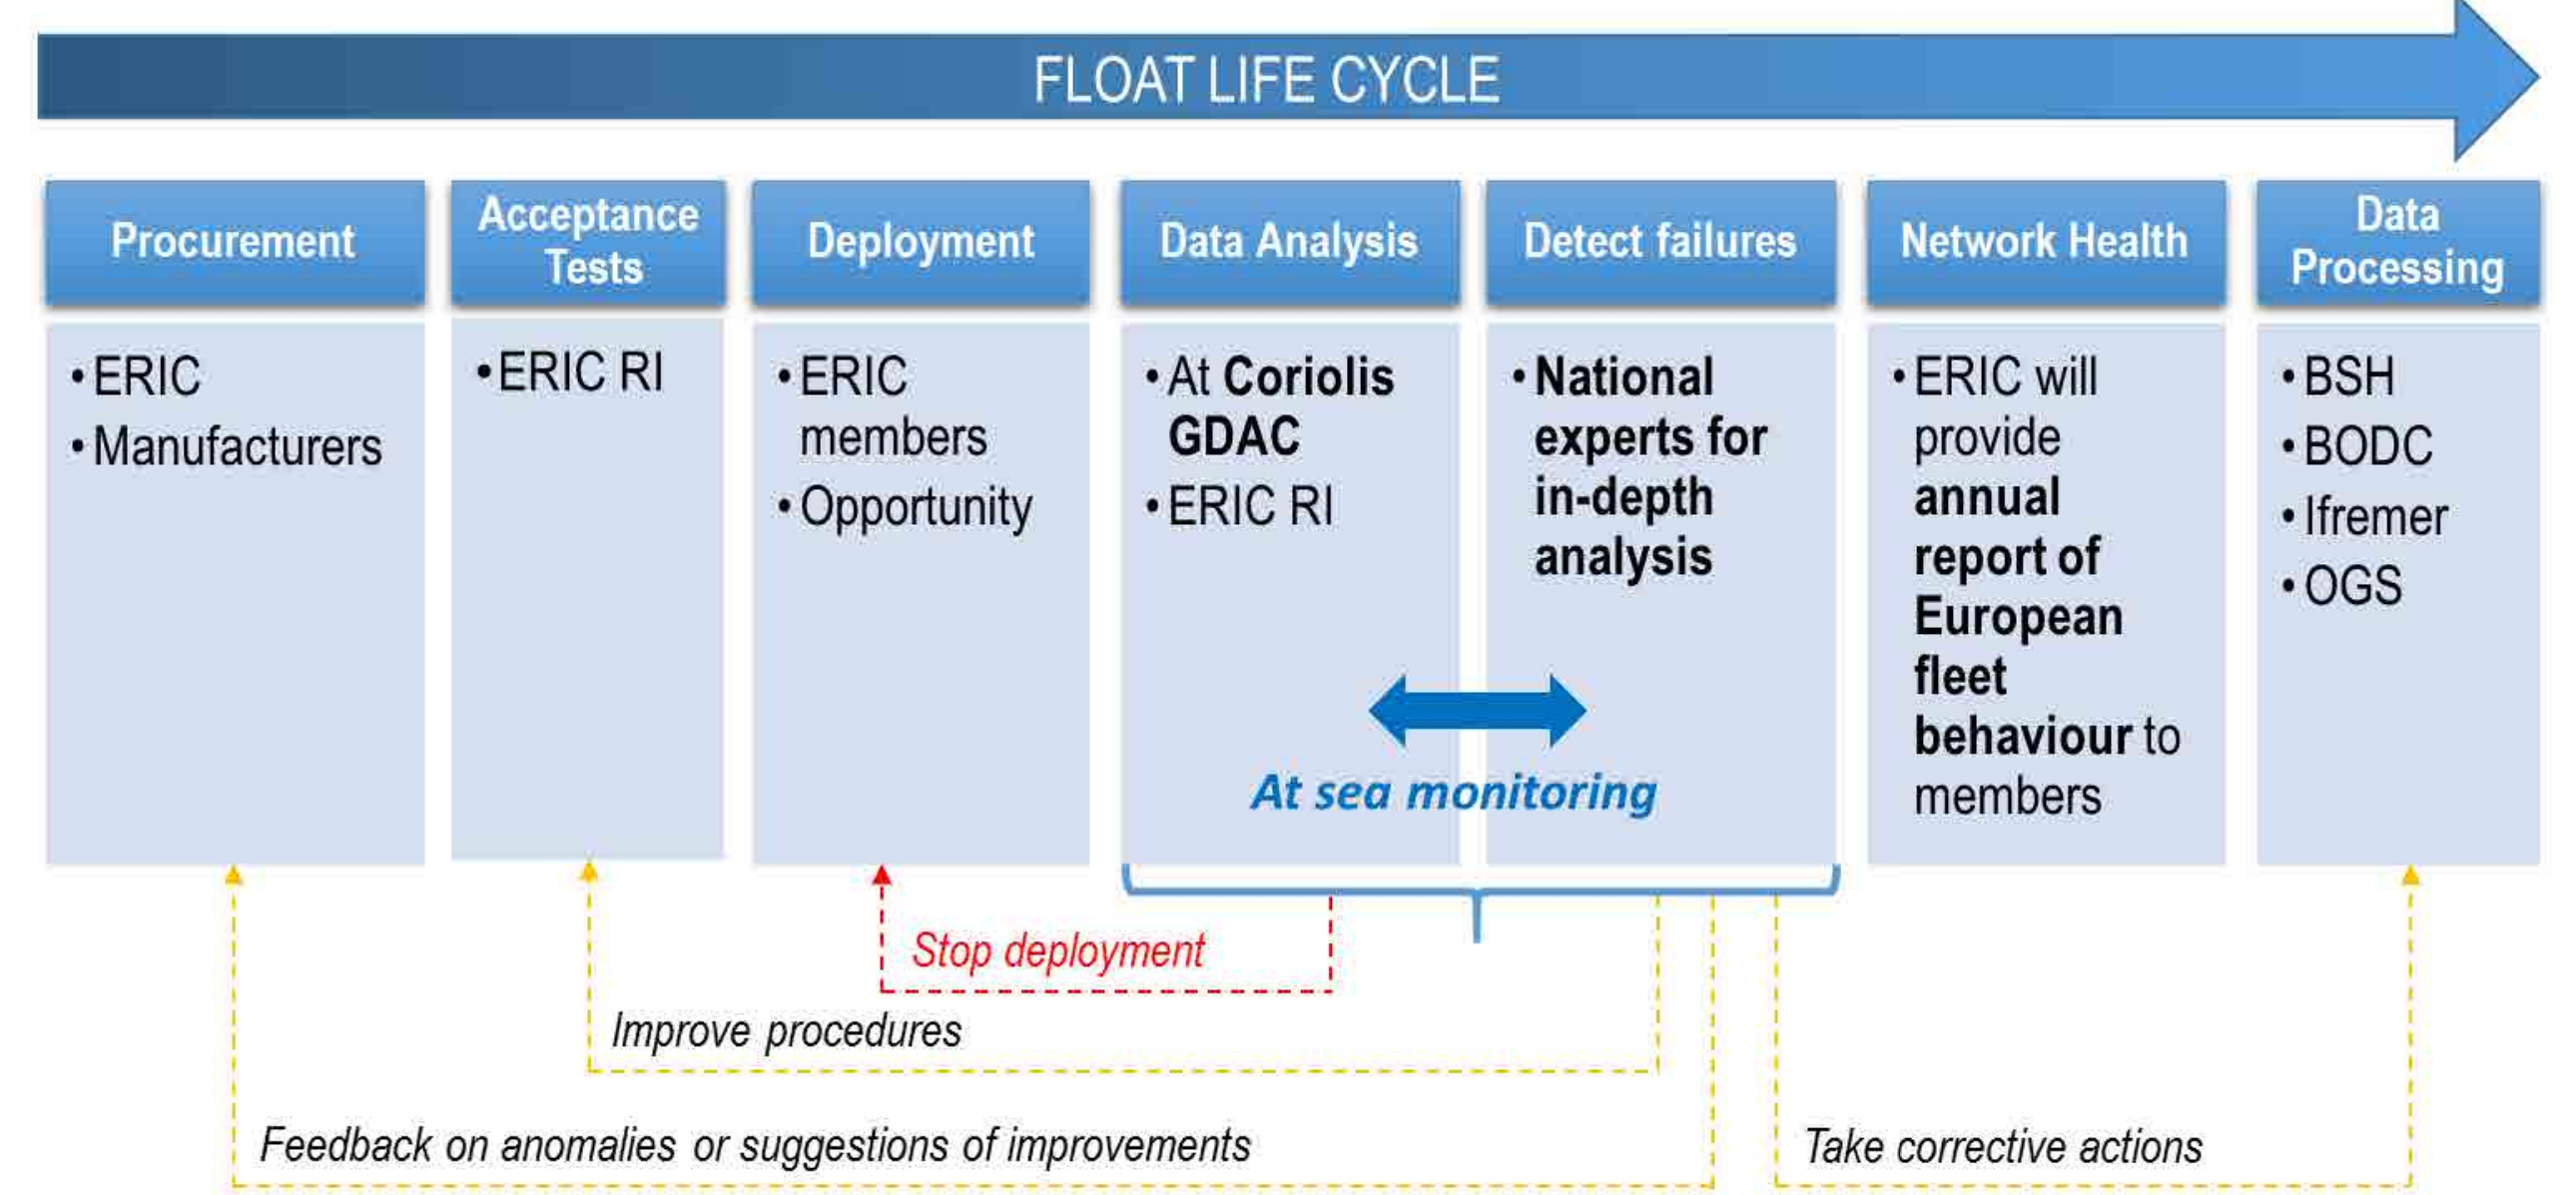 FLOAT LIFE CYCLE
Procurement
• ERIC
• Manufacturers
Acceptance
Tests
• ERIC RI
Deployment
• ERIC
members
• Opportunity
Data Analysis
• At Coriolis
GDAC
• ERIC RI
Detect failures
• National
experts for
in-depth
analysis
At sea monitoring
Network Health
• ERIC will
provide
annual
report of
European
fleet
behaviour to
members
Data
Processing
• BSH
• BODC
• Ifremer
• OGS
Stop deployment
Improve procedures
Feedback on anomalies or suggestions of improvements
Take corrective actions